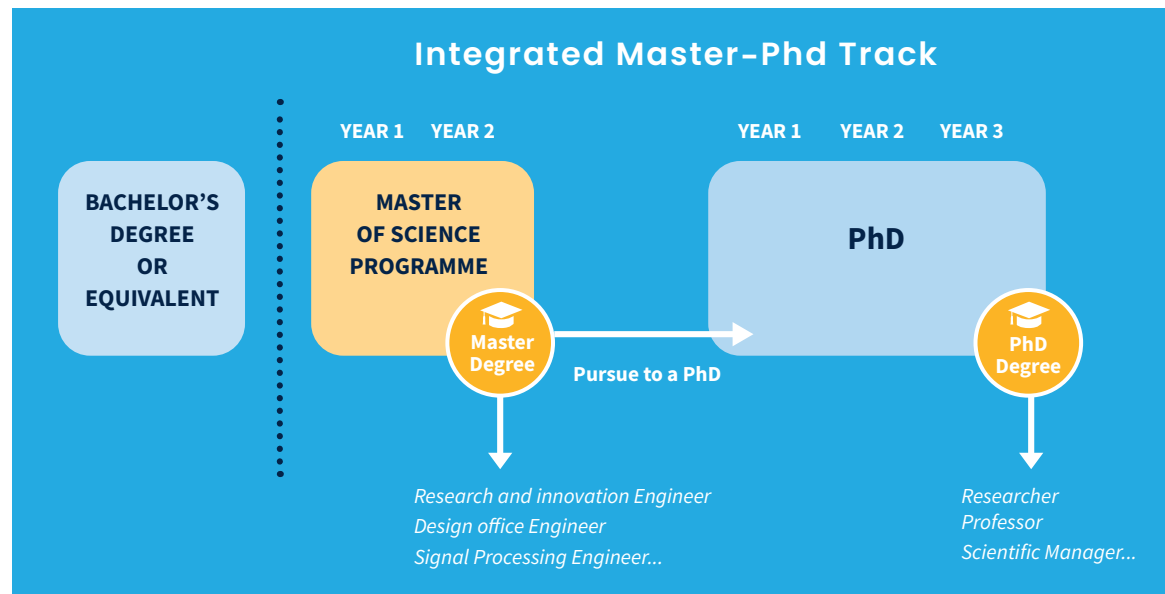 Integrated Master-Phd Track
YEAR 1 YEAR 2
YEAR 1 YEAR 2 YEAR 3
BACHELOR’S
DEGREE
OR
EQUIVALENT
MASTER
OF SCIENCE
PROGRAMME
Master
Degree
Pursue to a PhD
PhD
PhD
Degree
Research and innovation Engineer
Design office Engineer
Signal Processing Engineer...
Researcher
Professor
Scientific Manager...